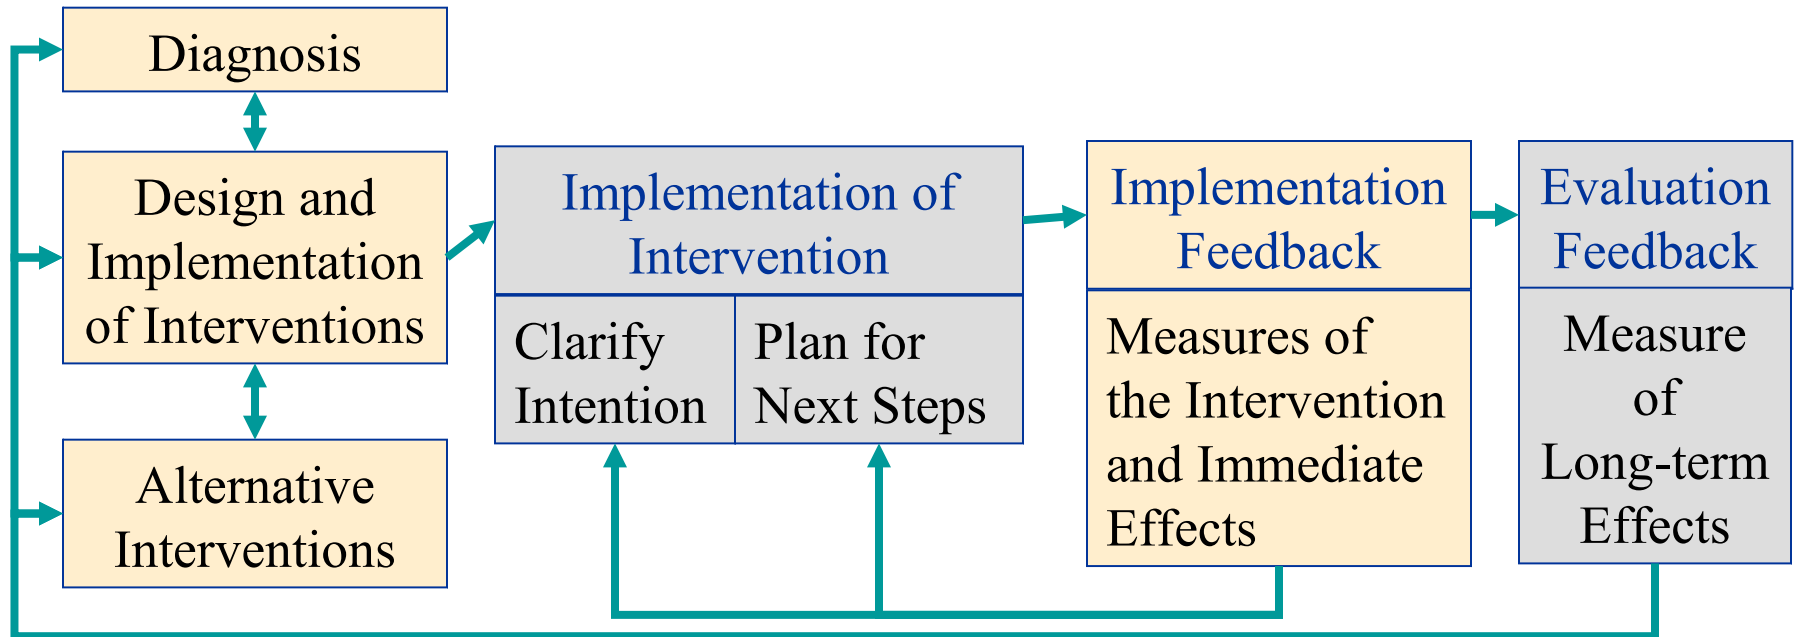 Diagnosis
Design and
Implementation
of Interventions
Alternative
Interventions
Implementation of
Intervention
Clarify
Intention
Plan for
Next Steps
Implementation
Feedback
Measures of
the Intervention
and Immediate
Effects
Evaluation
Feedback
Measure
of
Long-term
Effects